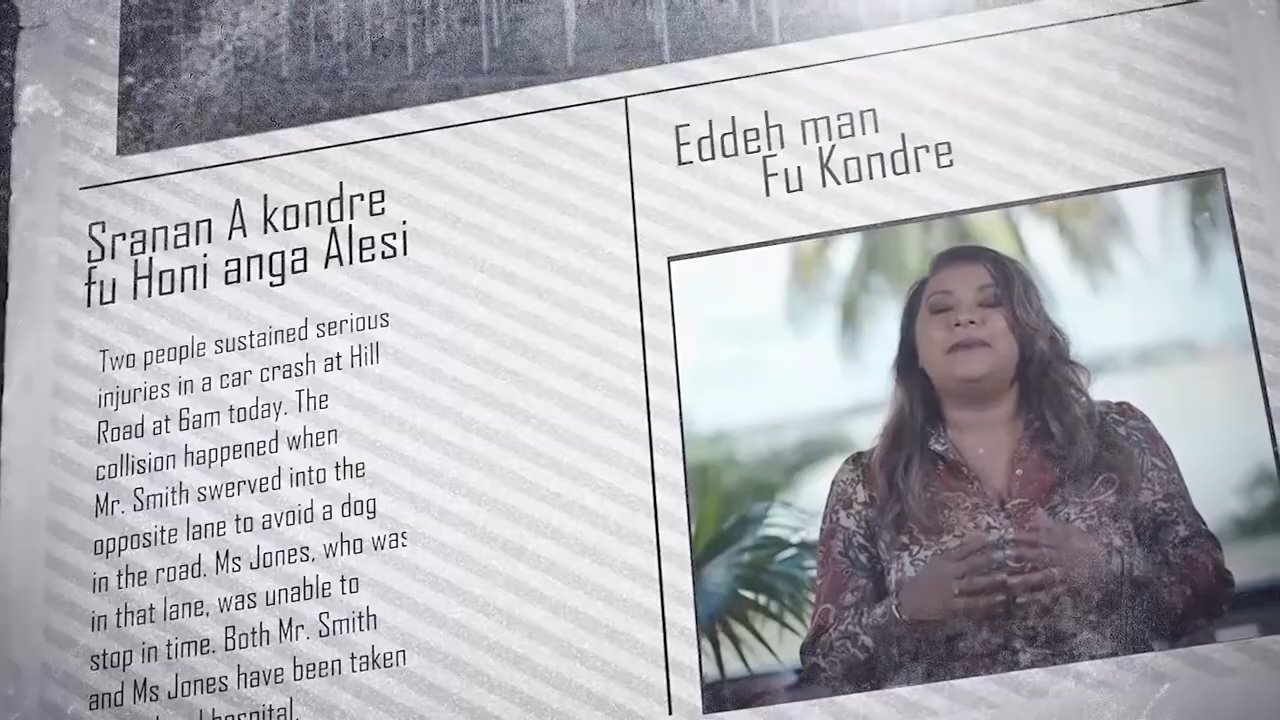 Sranan A kondre
fu Honi anga Alesi
Two people sustained serious
injuries in a car crash at Hill
Road at 6am today. The
collision happened when
Mr. Smith swerved into the
opposite lane to avoid a dog
in the road. Ms Jones, who was
in that lane, was unable to
stop in time. Both Mr. Smith
and Ms Jones have been taken
hospital.
Eddeh man
Fu Kondre